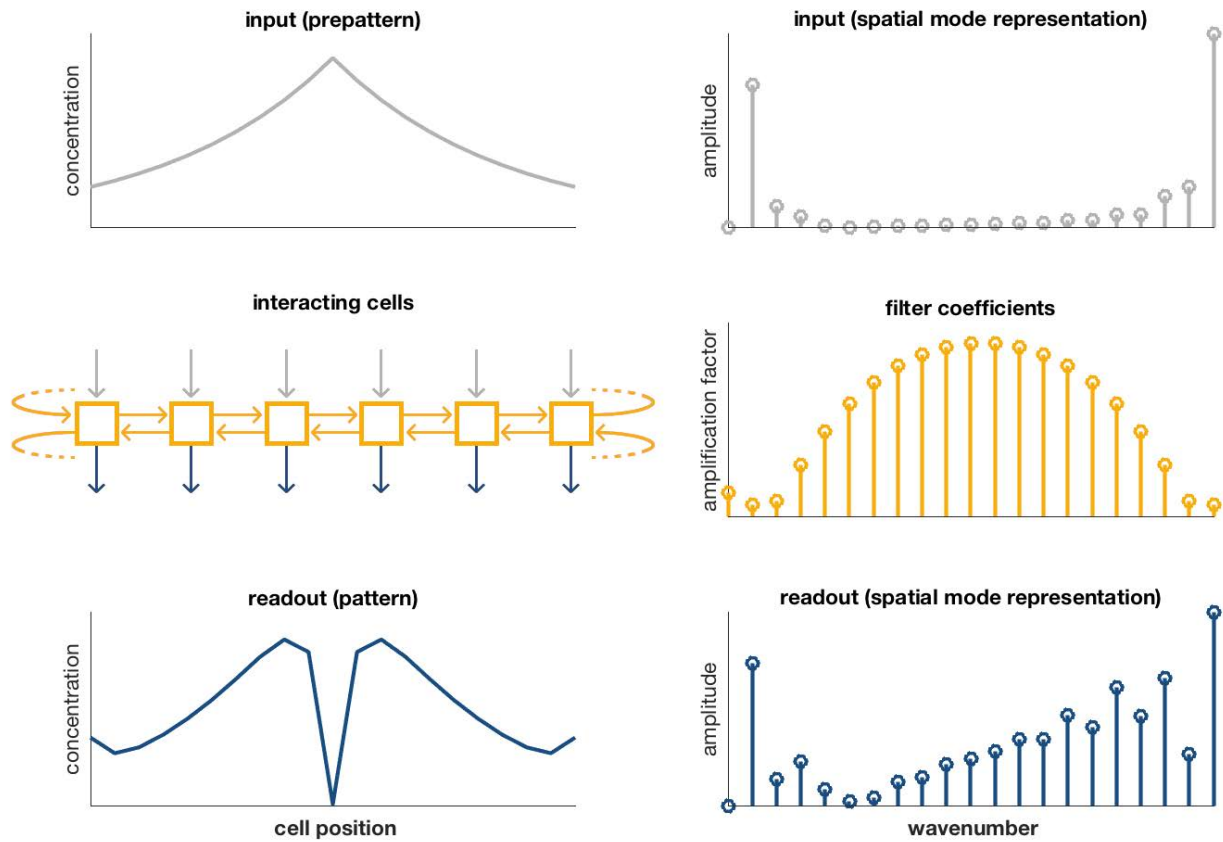 input (prepattern)
concentration
input (spatial mode representation)
amplitude
interacting cells
filter coefficients
amplification factor
readout (pattern)
concentration
cell position
readout (spatial mode representation)
amplitude
wavenumber